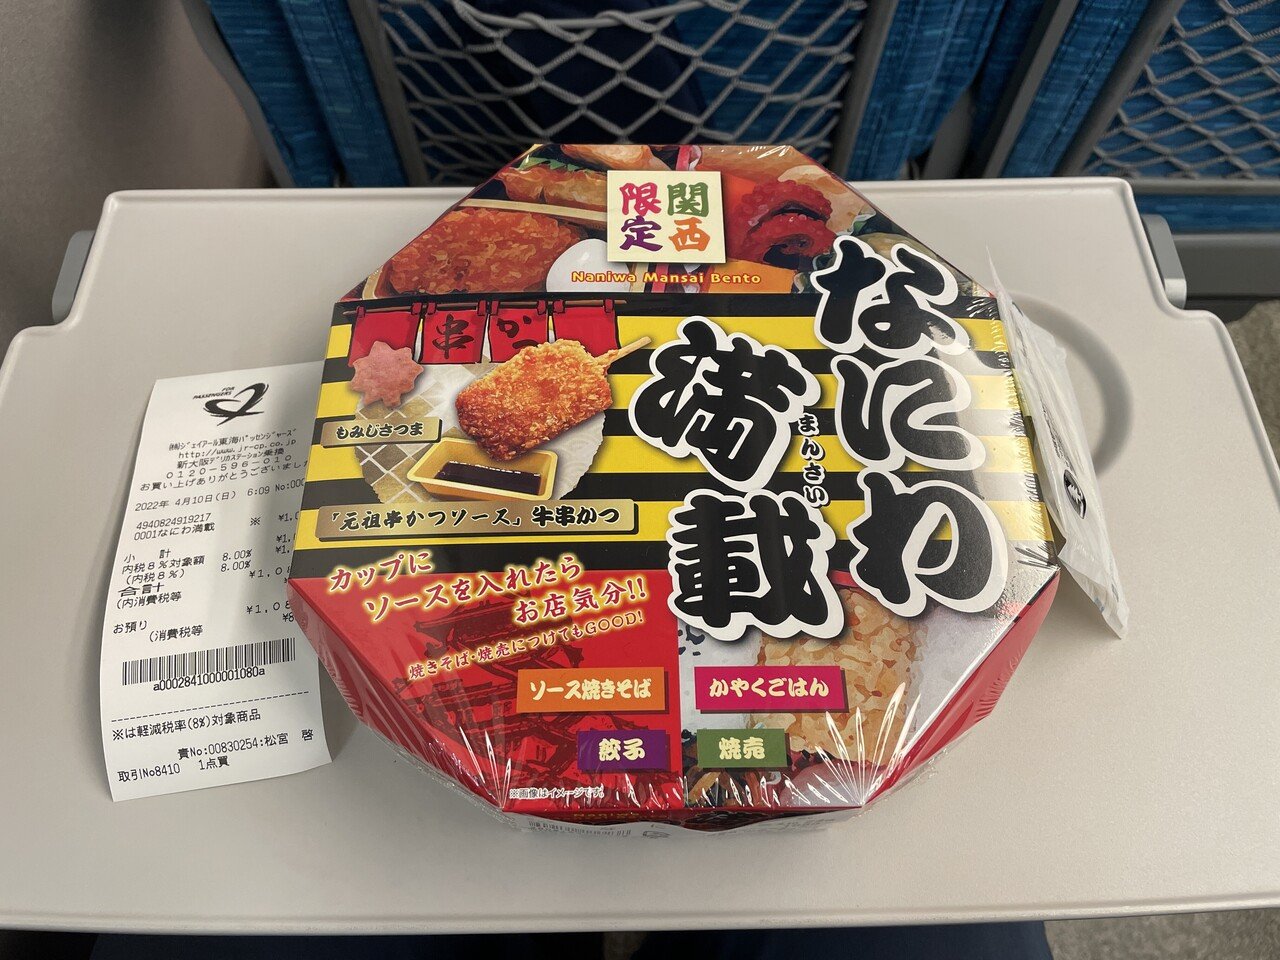 関西
限定
Naniwa Mansai Bento
なにわ
満載
まんさい
串かつ
もみじさつま
「元祖串かつソース」牛串かつ
カップに
ソースを入れたら
お店気分!!
焼きそば・焼売につけてもGOOD!
ソース焼きそば
かやくごはん
餃子
焼売
※画像はイメージです。
FOR
PASSENGERS
㈱ジェイアール東海パッセンジャーズ
http://www.jr-cp.co.jp
新大阪デリカステーション乗換
0120-596-010
お買い上げありがとうございまし
2022年 4月10日(日) 6:09 No:000
4940824919217 ※
0001なにわ満載
小 計
内税8%対象額 8.00%
(内税8%) 8.00%
合計
(内消費税等
お預り ¥1,08
(消費税等
a0002841000001080a
※は軽減税率(8%)対象商品
責No:00830254:松宮 啓
取引No8410 1点買